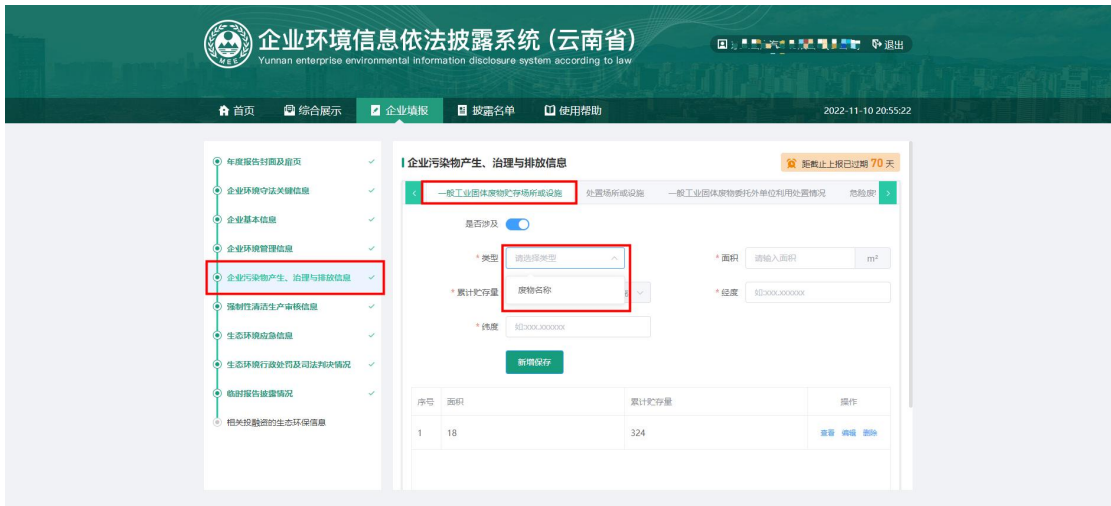 企业环境信息依法披露系统 (云南省)
MEE
Yunnan enterprise environmental information disclosure system according to law
退出
首页 综合展示 企业填报 披露名单 使用帮助 2022-11-10 20:55:22
年度报告封面及扉页
企业环境守法关键信息
企业基本信息
企业环境管理信息
企业污染物产生、治理与排放信息
强制性清洁生产审核信息
生态环境应急信息
生态环境行政处罚及司法判决情况
临时报告披露情况
相关投融资的生态环保信息
企业污染物产生、治理与排放信息 距截止上报已过期 70 天
一般工业固体废物贮存场所或设施 处置场所或设施 一般工业固体废物委托外单位利用处置情况 危险废
是否涉及
* 类型 请选择类型 * 面积 请输入面积 m²
废物名称
* 累计贮存量 * 经度 如:xxx.xxxxxx
* 纬度 如:xxx.xxxxxx
新增保存
序号 面积 累计贮存量 操作
1 18 324 查看 编辑 删除